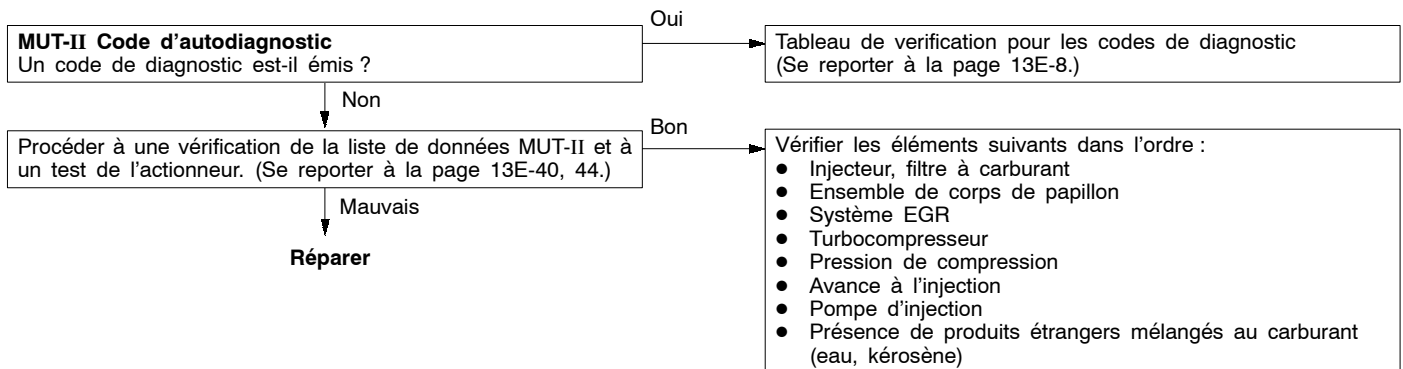 MUT-II Code d'autodiagnostic
Un code de diagnostic est-il émis ?
Oui
Tableau de verification pour les codes de diagnostic
(Se reporter à la page 13E-8.)
Non
Procéder à une vérification de la liste de données MUT-II et à
un test de l'actionneur. (Se reporter à la page 13E-40, 44.)
Bon
Vérifier les éléments suivants dans l'ordre :
● Injecteur, filtre à carburant
● Ensemble de corps de papillon
● Système EGR
● Turbocompresseur
● Pression de compression
● Avance à l'injection
● Pompe d'injection
● Présence de produits étrangers mélangés au carburant
(eau, kérosène)
Mauvais
Réparer